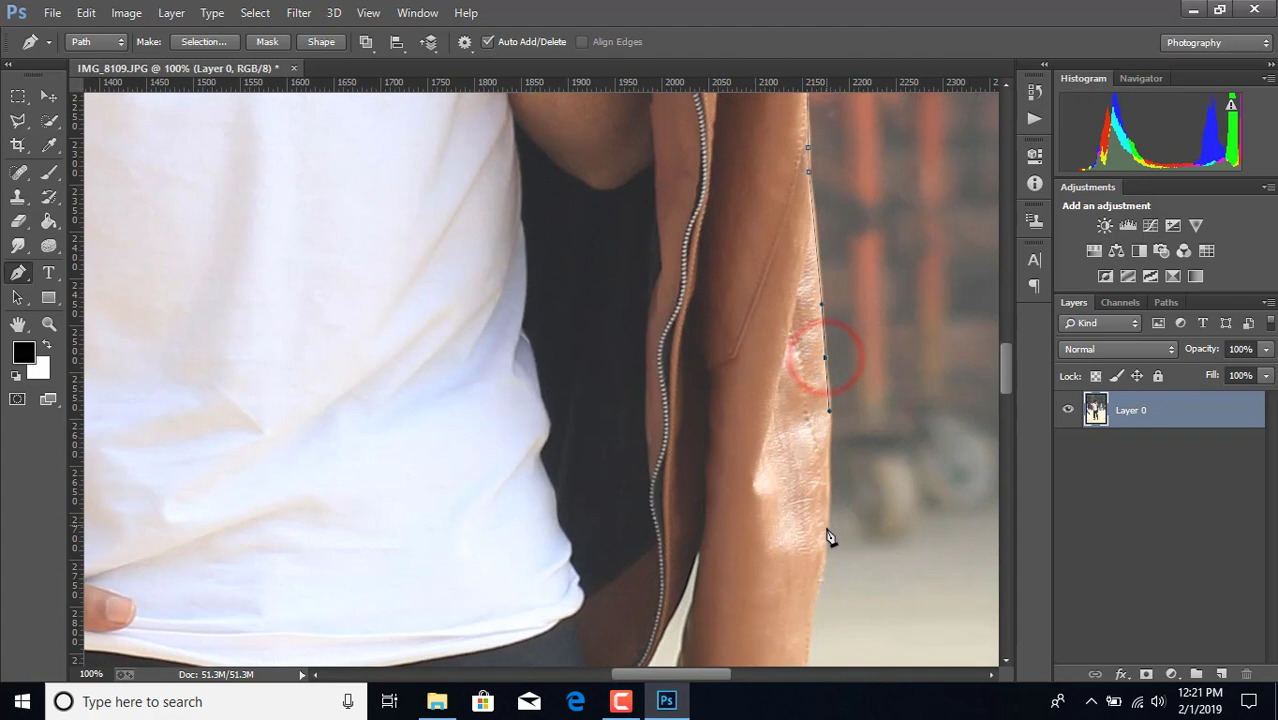 Ps File Edit Image Layer Type Select Filter 3D View Window Help
Path Make: Selection... Mask Shape Auto Add/Delete Align Edges Photography
IMG_8109.JPG @ 100% (Layer 0, RGB/8) * ×
1400 1450 1500 1550 1600 1650 1700 1750 1800 1850 1900 1950 2000 2050 2100 2150 2200 2250 2300
Histogram Navigator
Adjustments
Add an adjustment
Layers Channels Paths
Kind
Normal Opacity: 100%
Lock: Fill: 100%
Layer 0
100% Doc: 51.3M/51.3M
Type here to search
12:21 PM
2/1/2019